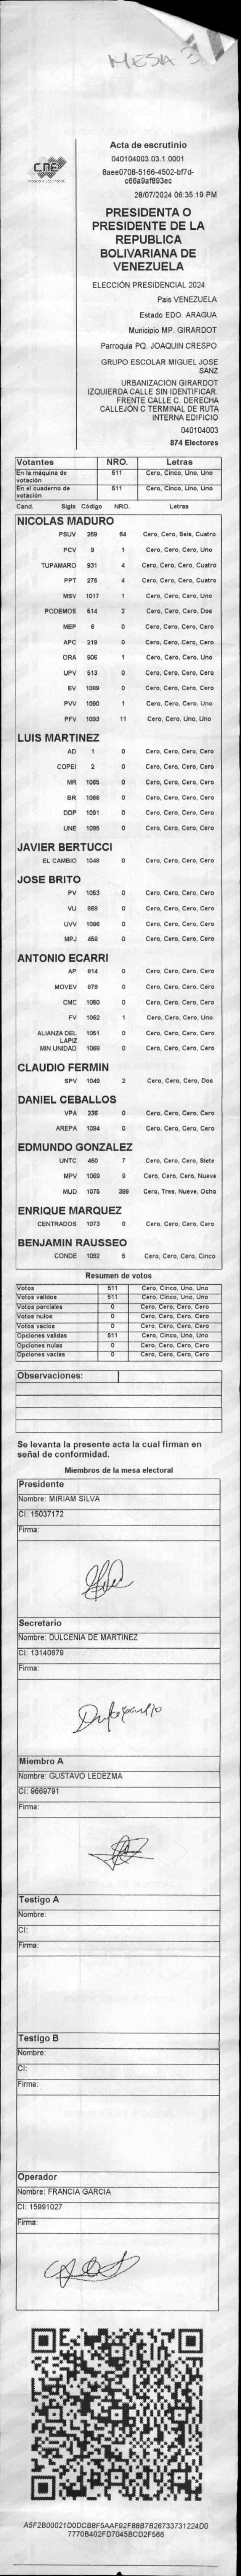 MESA 3
CNE
Acta de escrutinio
040104003.03.1.0001
8aee0708-5166-4502-bf7d-
c66a9af893ec
28/07/2024 06:35:19 PM
PRESIDENTA O
PRESIDENTE DE LA
REPUBLICA
BOLIVARIANA DE
VENEZUELA
ELECCIÓN PRESIDENCIAL 2024
Pais VENEZUELA
Estado EDO. ARAGUA
Municipio MP. GIRARDOT
Parroquia PQ. JOAQUIN CRESPO
GRUPO ESCOLAR MIGUEL JOSE
SANZ
URBANIZACION GIRARDOT
IZQUIERDA CALLE SIN IDENTIFICAR.
FRENTE CALLE C. DERECHA
CALLEJÓN C TERMINAL DE RUTA
INTERNA EDIFICIO
040104003
874 Electores
Votantes NRO. Letras
En la máquina de votación 511 Cero, Cinco, Uno, Uno
En el cuaderno de votación 511 Cero, Cinco, Uno, Uno
Cand. Sigla Código NRO. Letras
NICOLAS MADURO
PSUV 269 64 Cero, Cero, Seis, Cuatro
PCV 9 1 Cero, Cero, Cero, Uno
TUPAMARO 931 4 Cero, Cero, Cero, Cuatro
PPT 276 4 Cero, Cero, Cero, Cuatro
MSV 1017 1 Cero, Cero, Cero, Uno
PODEMOS 514 2 Cero, Cero, Cero, Dos
MEP 6 0 Cero, Cero, Cero, Cero
APC 219 0 Cero, Cero, Cero, Cero
ORA 906 1 Cero, Cero, Cero, Uno
UPV 513 0 Cero, Cero, Cero, Cero
EV 1089 0 Cero, Cero, Cero, Cero
PVV 1090 1 Cero, Cero, Cero, Uno
PFV 1093 11 Cero, Cero, Uno, Uno
LUIS MARTINEZ
AD 1 0 Cero, Cero, Cero, Cero
COPEI 2 0 Cero, Cero, Cero, Cero
MR 1065 0 Cero, Cero, Cero, Cero
BR 1066 0 Cero, Cero, Cero, Cero
DDP 1091 0 Cero, Cero, Cero, Cero
UNE 1095 0 Cero, Cero, Cero, Cero
JAVIER BERTUCCI
EL CAMBIO 1048 0 Cero, Cero, Cero, Cero
JOSE BRITO
PV 1053 0 Cero, Cero, Cero, Cero
VU 868 0 Cero, Cero, Cero, Cero
UVV 1096 0 Cero, Cero, Cero, Cero
MPJ 458 0 Cero, Cero, Cero, Cero
ANTONIO ECARRI
AP 914 0 Cero, Cero, Cero, Cero
MOVEV 878 0 Cero, Cero, Cero, Cero
CMC 1050 0 Cero, Cero, Cero, Cero
FV 1062 1 Cero, Cero, Cero, Uno
ALIANZA DEL LAPIZ 1051 0 Cero, Cero, Cero, Cero
MIN UNIDAD 1069 0 Cero, Cero, Cero, Cero
CLAUDIO FERMIN
SPV 1049 2 Cero, Cero, Cero, Dos
DANIEL CEBALLOS
VPA 236 0 Cero, Cero, Cero, Cero
AREPA 1094 0 Cero, Cero, Cero, Cero
EDMUNDO GONZALEZ
UNTC 460 7 Cero, Cero, Cero, Siete
MPV 1069 9 Cero, Cero, Cero, Nueve
MUD 1075 398 Cero, Tres, Nueve, Ocho
ENRIQUE MARQUEZ
CENTRADOS 1073 0 Cero, Cero, Cero, Cero
BENJAMIN RAUSSEO
CONDE 1092 5 Cero, Cero, Cero, Cinco
Resumen de votos
Votos 511 Cero, Cinco, Uno, Uno
Votos validos 511 Cero, Cinco, Uno, Uno
Votos parciales 0 Cero, Cero, Cero, Cero
Votos nulos 0 Cero, Cero, Cero, Cero
Votos vacios 0 Cero, Cero, Cero, Cero
Opciones validas 511 Cero, Cinco, Uno, Uno
Opciones nulas 0 Cero, Cero, Cero, Cero
Opciones vacias 0 Cero, Cero, Cero, Cero
Observaciones:
Se levanta la presente acta la cual firman en
señal de conformidad.
Miembros de la mesa electoral
Presidente
Nombre: MIRIAM SILVA
CI: 15037172
Firma:
Secretario
Nombre: DULCENIA DE MARTINEZ
CI: 13140679
Firma:
Miembro A
Nombre: GUSTAVO LEDEZMA
CI: 9669791
Firma:
Testigo A
Nombre:
CI:
Firma:
Testigo B
Nombre:
CI:
Firma:
Operador
Nombre: FRANCIA GARCIA
CI: 15991027
Firma:
A5F2B00021D0DCB8F5AAF92F88B7B26733731224D0
7770B402FD7045BCD2F566